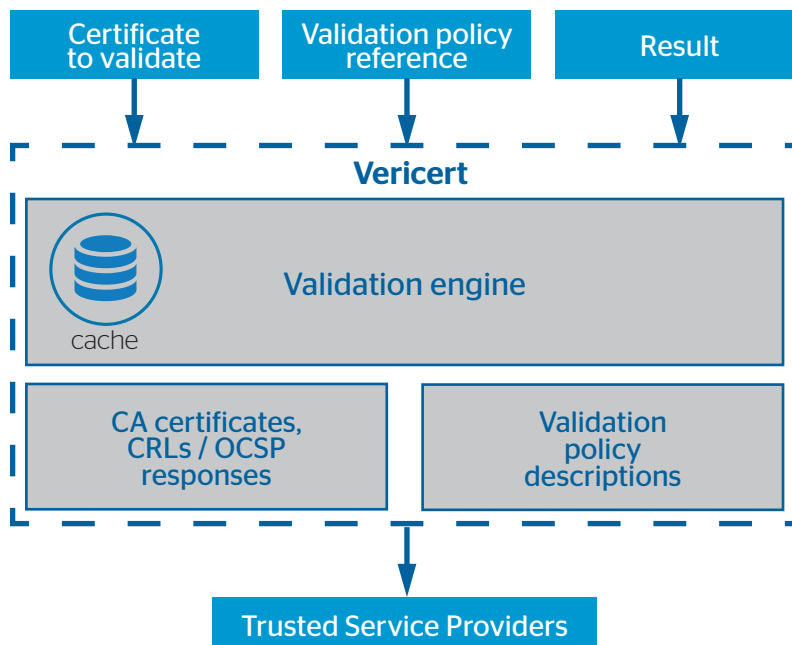 Certificate
to validate
Validation policy
reference
Result
Vericert
Validation engine
cache
CA certificates,
CRLs / OCSP
responses
Validation
policy
descriptions
Trusted Service Providers